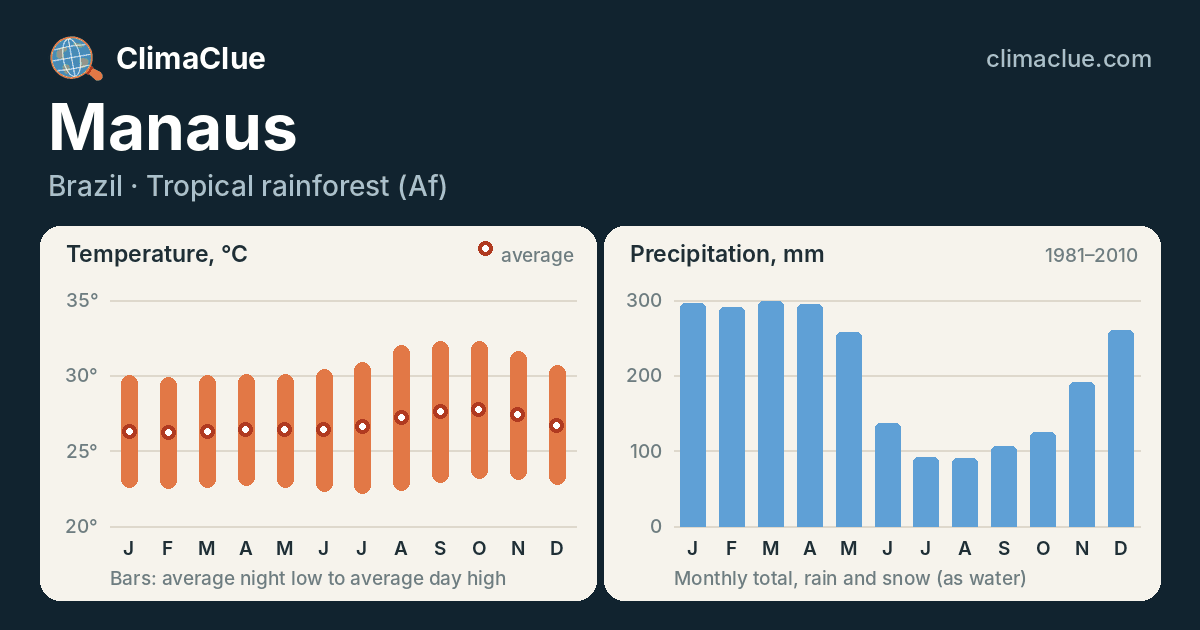 ClimaClue
climaclue.com
Manaus
Brazil · Tropical rainforest (Af)
Temperature, °C
average
35°
30°
25°
20°
J F M A M J J A S O N D
Bars: average night low to average day high
Precipitation, mm
1981–2010
300
200
100
0
J F M A M J J A S O N D
Monthly total, rain and snow (as water)